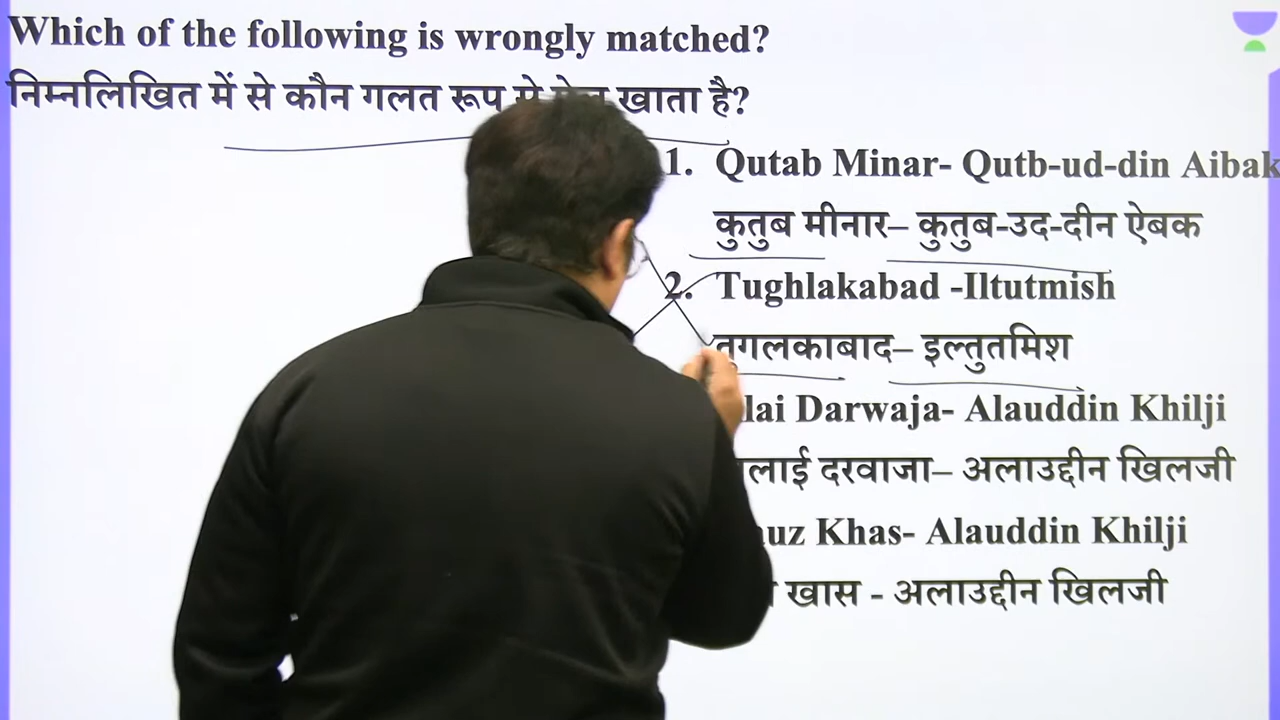 Which of the following is wrongly matched?
निम्नलिखित में से कौन गलत रूप खाता है?
1. Qutab Minar- Qutb-ud-din Aibak
कुतुब मीनार– कुतुब-उद-दीन ऐबक
2. Tughlakabad -Iltutmish
तुगलकाबाद– इल्तुतमिश
lai Darwaja- Alauddin Khilji
लाई दरवाजा– अलाउद्दीन खिलजी
auz Khas- Alauddin Khilji
खास - अलाउद्दीन खिलजी